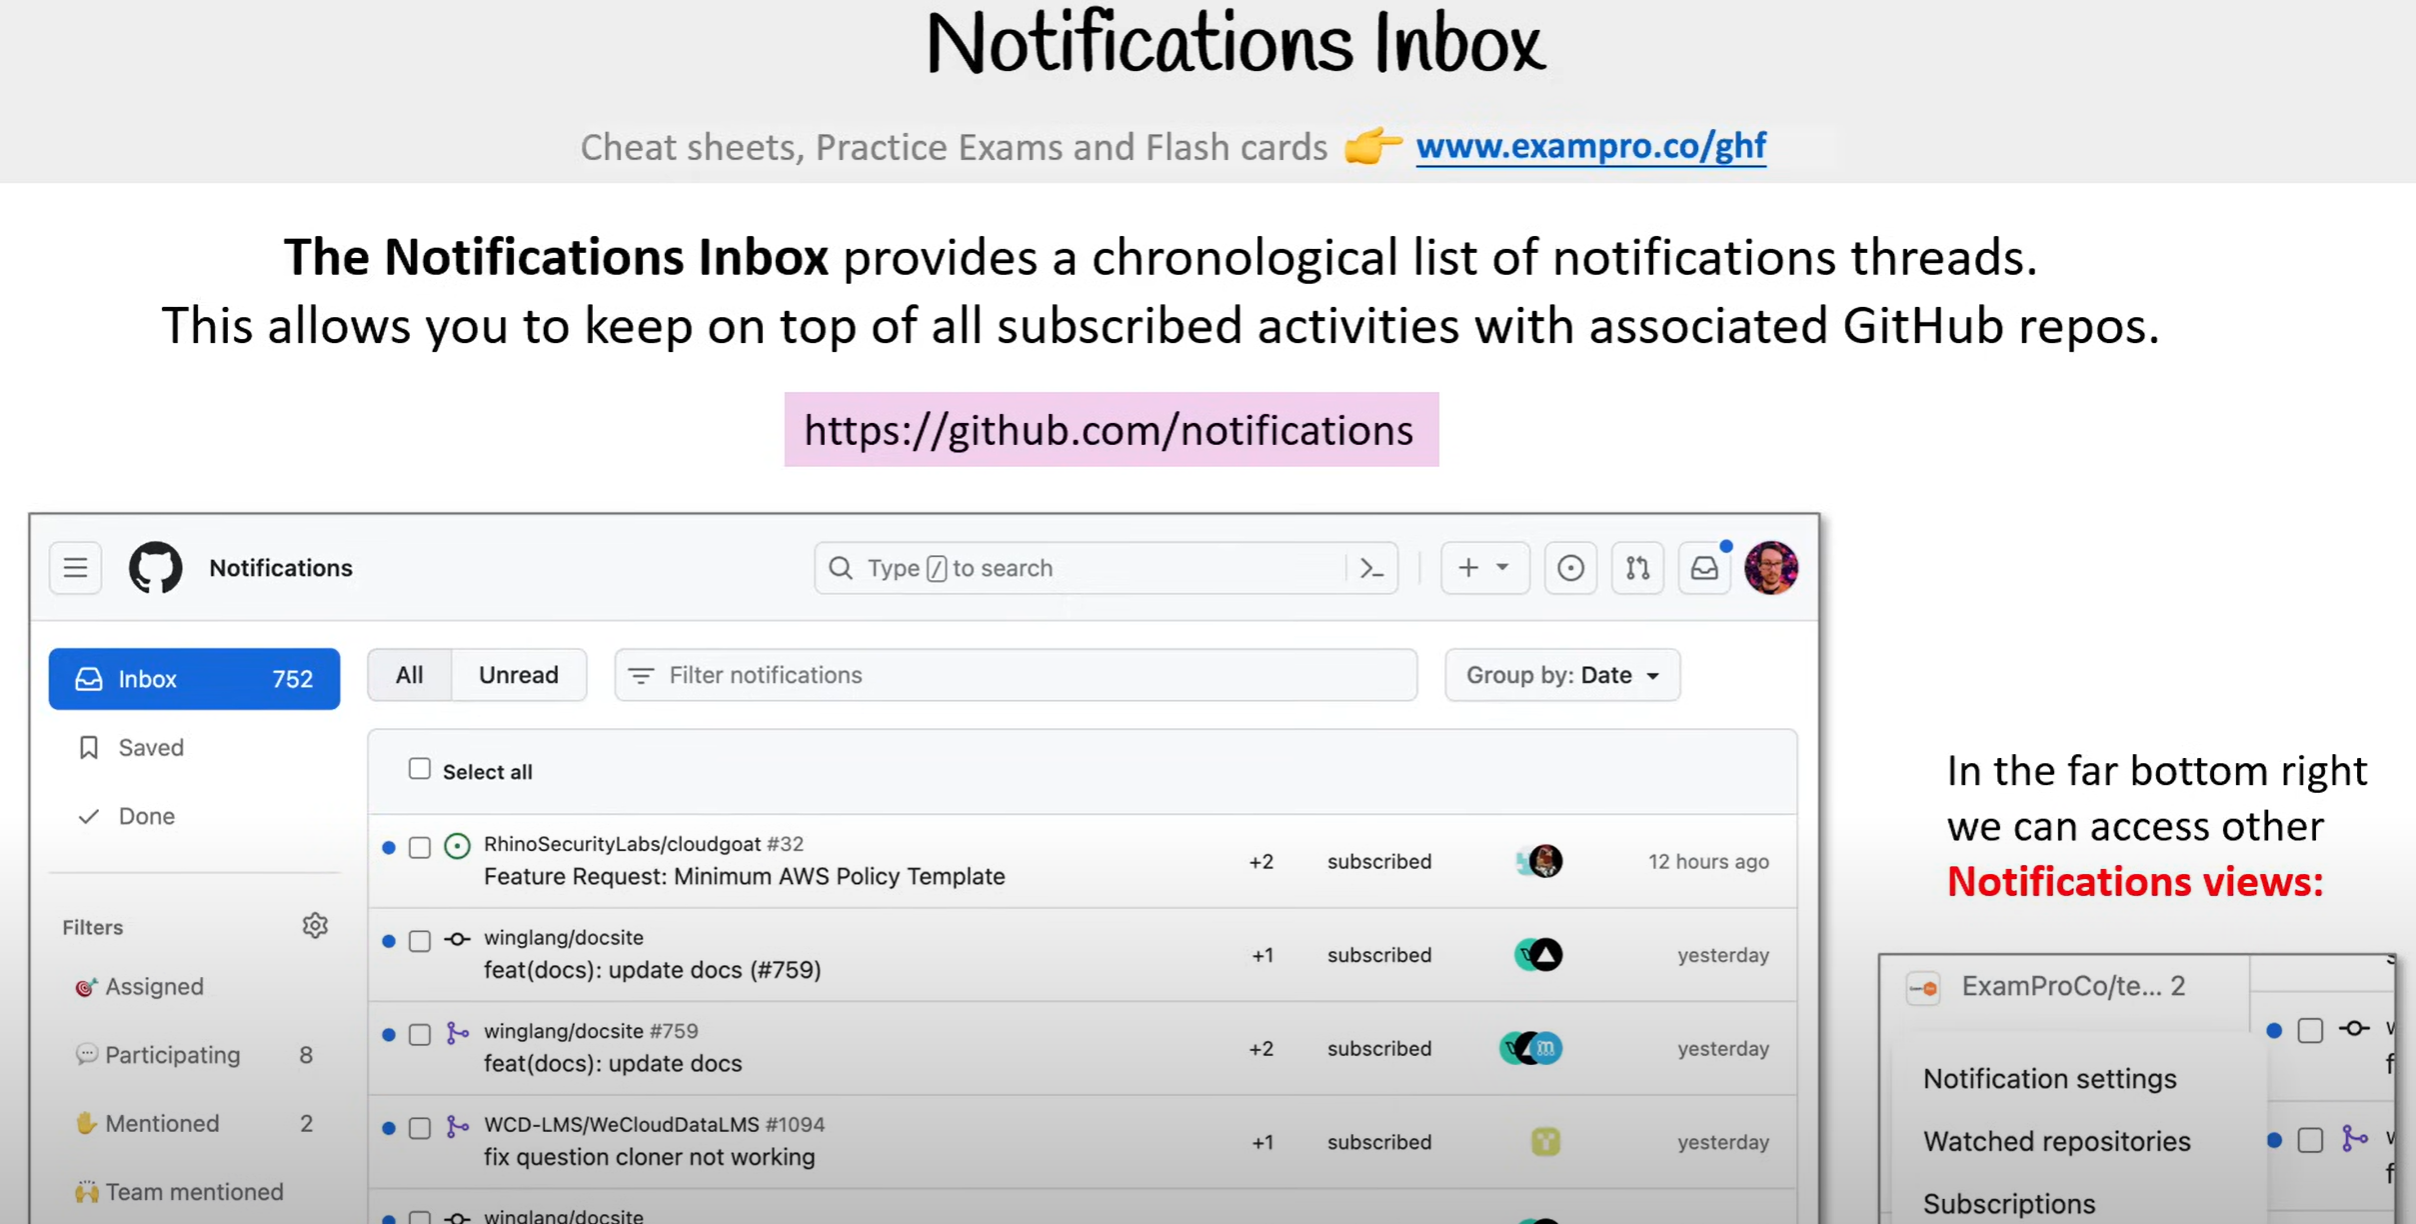 Notifications Inbox
Cheat sheets, Practice Exams and Flash cards 👉 www.exampro.co/ghf
The Notifications Inbox provides a chronological list of notifications threads.
This allows you to keep on top of all subscribed activities with associated GitHub repos.
https://github.com/notifications
Notifications
Type / to search
Inbox 752
All Unread Filter notifications Group by: Date
Saved
Done
Select all
RhinoSecurityLabs/cloudgoat #32
Feature Request: Minimum AWS Policy Template
+2 subscribed 12 hours ago
winglang/docsite
feat(docs): update docs (#759)
+1 subscribed yesterday
winglang/docsite #759
feat(docs): update docs
+2 subscribed yesterday
WCD-LMS/WeCloudDataLMS #1094
fix question cloner not working
+1 subscribed yesterday
winglang/docsite
Filters
Assigned
Participating 8
Mentioned 2
Team mentioned
In the far bottom right
we can access other
Notifications views:
ExamProCo/te... 2
Notification settings
Watched repositories
Subscriptions